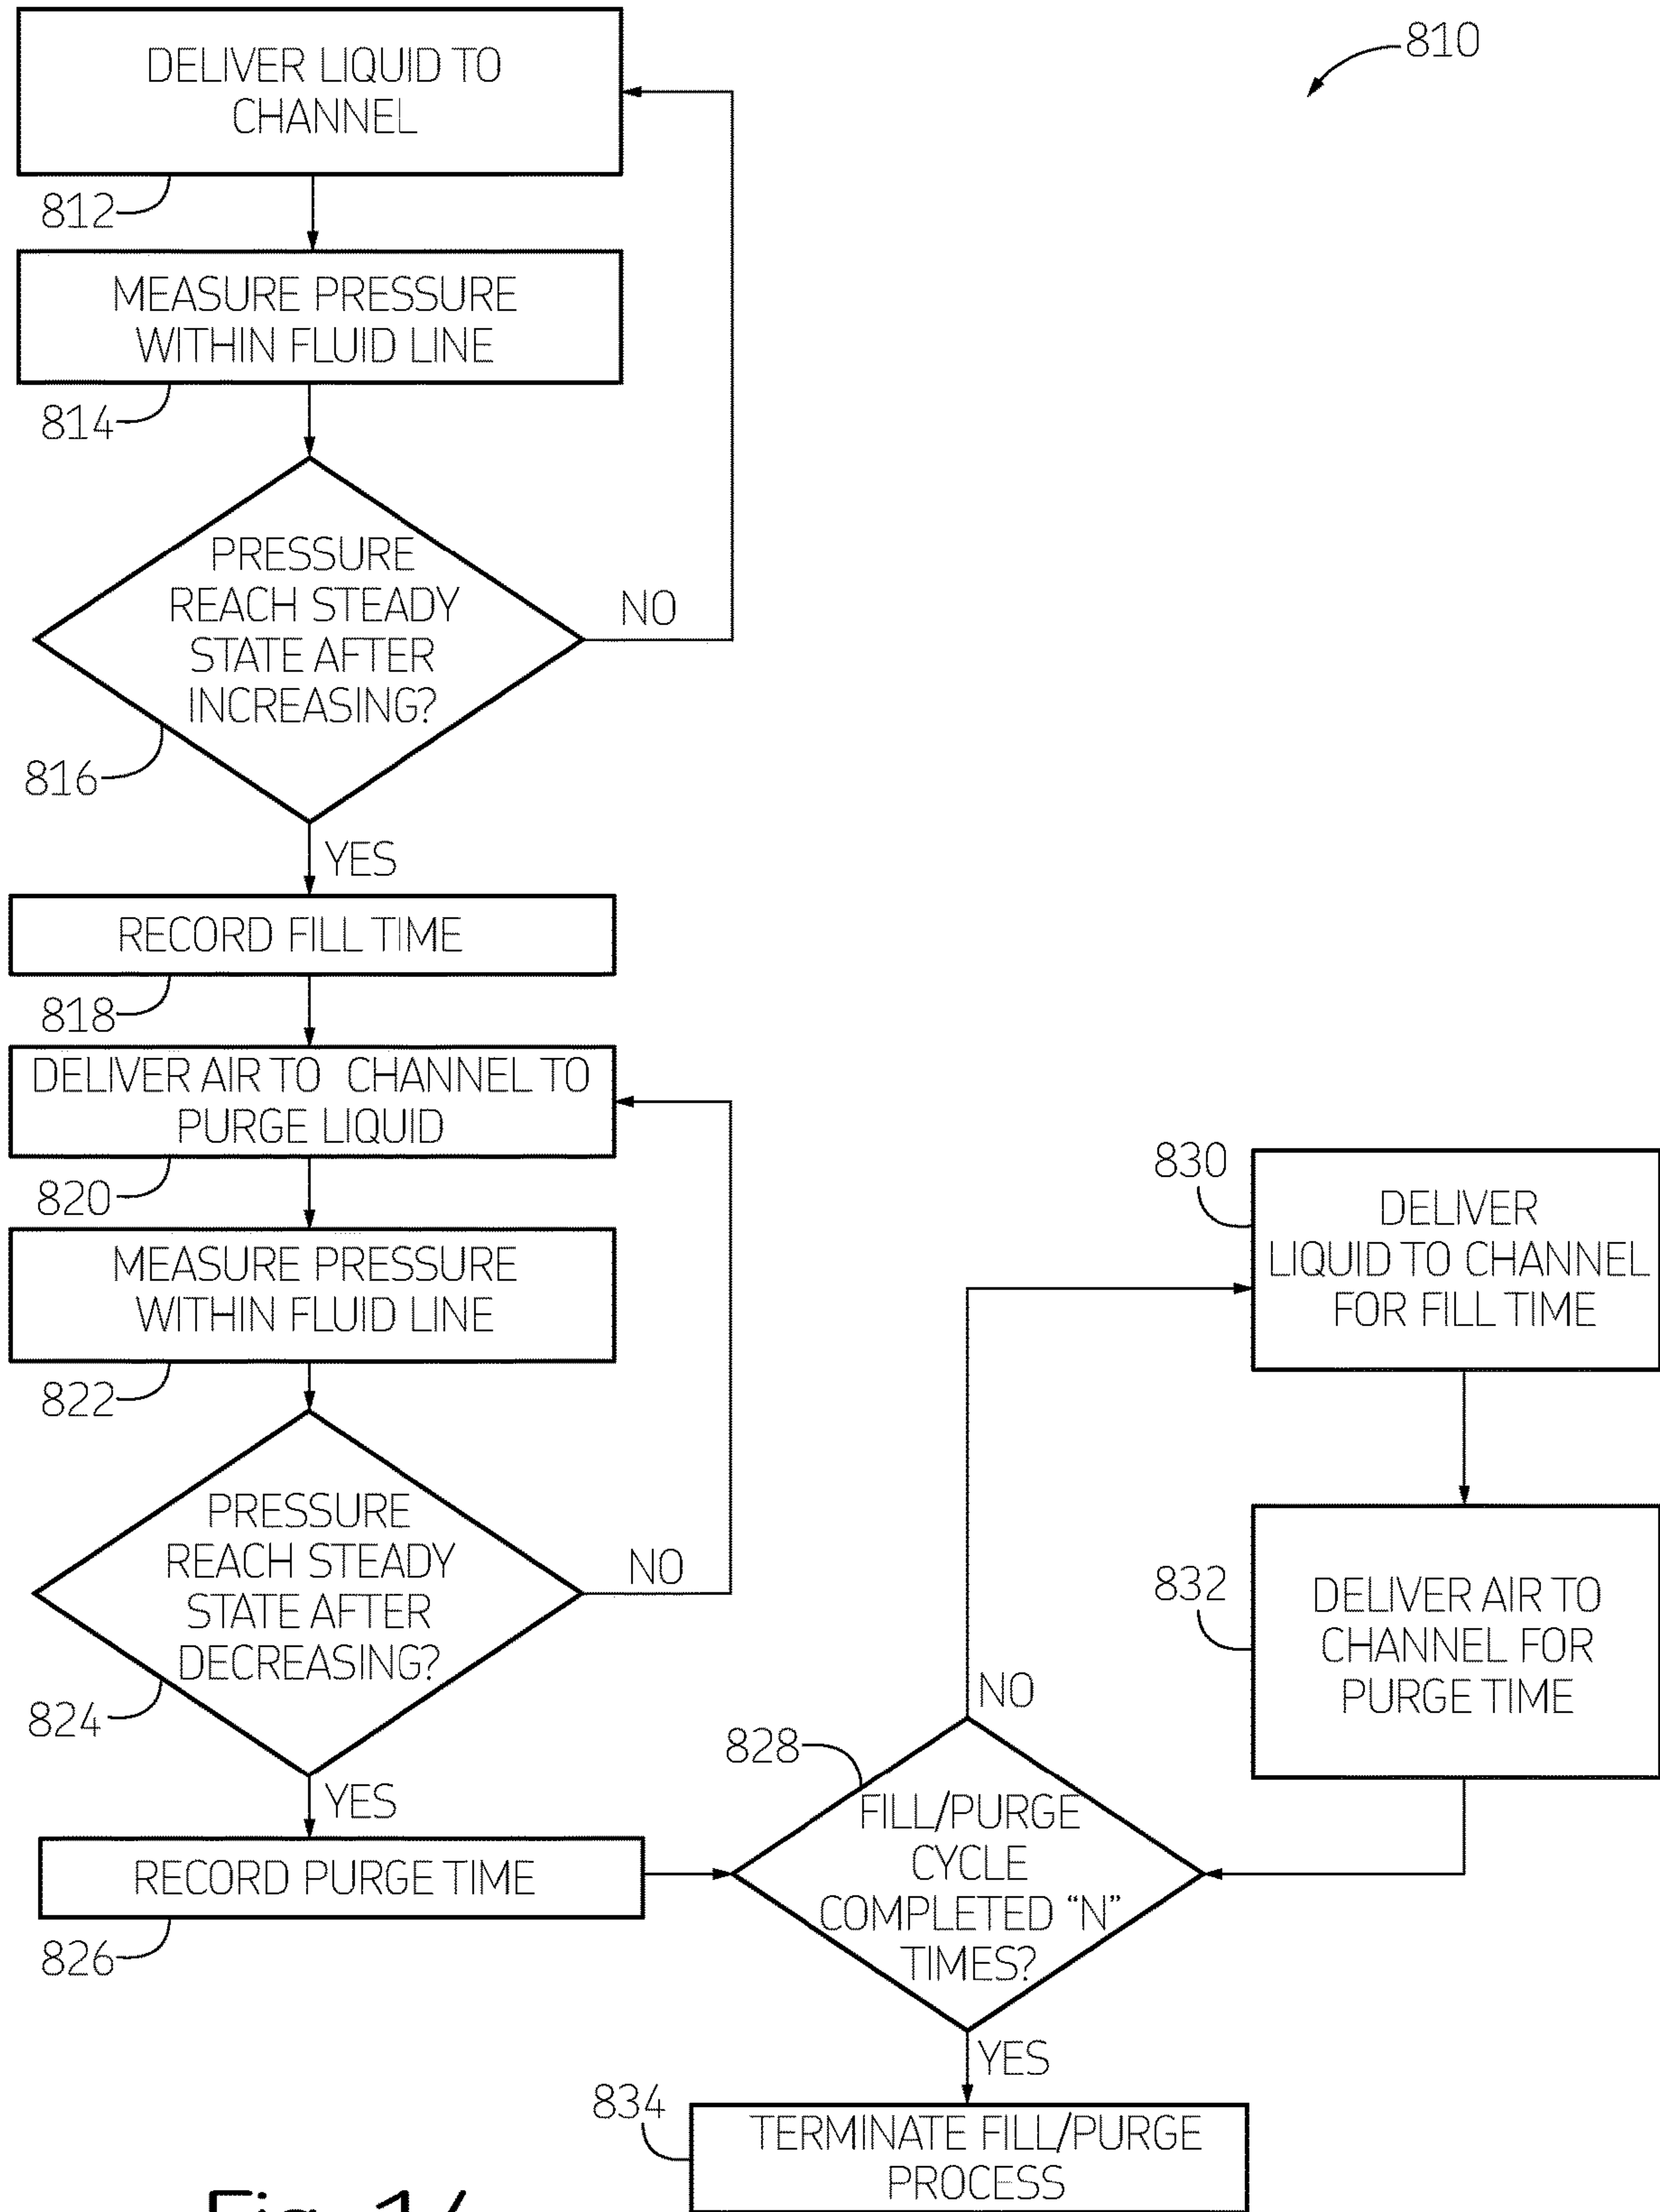 810
DELIVER LIQUID TO
CHANNEL
812
MEASURE PRESSURE
WITHIN FLUID LINE
814
PRESSURE
REACH STEADY
STATE AFTER
INCREASING?
NO
816
YES
RECORD FILL TIME
818
DELIVER AIR TO CHANNEL TO
PURGE LIQUID
820
MEASURE PRESSURE
WITHIN FLUID LINE
822
PRESSURE
REACH STEADY
STATE AFTER
DECREASING?
NO
824
YES
RECORD PURGE TIME
826
828
FILL/PURGE
CYCLE
COMPLETED “N”
TIMES?
NO
830
DELIVER
LIQUID TO CHANNEL
FOR FILL TIME
832
DELIVER AIR TO
CHANNEL FOR
PURGE TIME
YES
834
TERMINATE FILL/PURGE
PROCESS